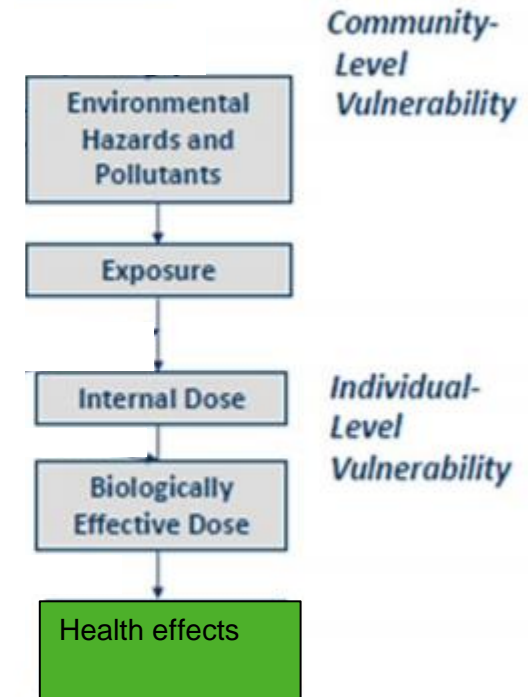 Community-
Level
Vulnerability
Environmental
Hazards and
Pollutants
Exposure
Internal Dose
Individual-
Level
Vulnerability
Biologically
Effective Dose
Health effects